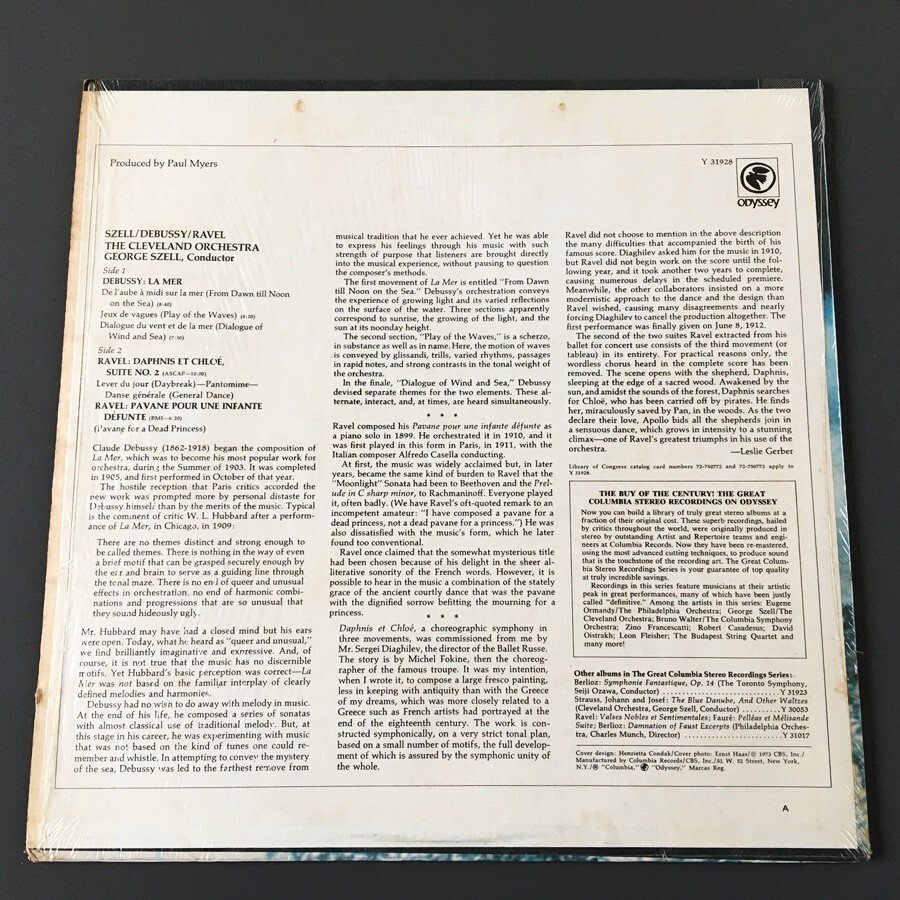 Produced by Paul Myers
Y 31928
ODYSSEY
SZELL/DEBUSSY/RAVEL
THE CLEVELAND ORCHESTRA
GEORGE SZELL, Conductor
Side 1
DEBUSSY: LA MER
De l'aube à midi sur la mer (From Dawn till Noon
on the Sea) (8:40)
Jeux de vagues (Play of the Waves) (6:20)
Dialogue du vent et de la mer (Dialogue of
Wind and Sea) (7:50)
Side 2
RAVEL: DAPHNIS ET CHLOÉ,
SUITE NO. 2 (ASCAP—16:00)
Lever du jour (Daybreak)—Pantomime—
Danse générale (General Dance)
RAVEL: PAVANE POUR UNE INFANTE
DÉFUNTE (BMI—6:20)
(Pavane for a Dead Princess)
Claude Debussy (1862-1918) began the composition of
La Mer, which was to become his most popular work for
orchestra, during the Summer of 1903. It was completed
in 1905, and first performed in October of that year.
The hostile reception that Paris critics accorded the
new work was prompted more by personal distaste for
Debussy himself than by the merits of the music. Typical
is the comment of critic W. L. Hubbard after a perform-
ance of La Mer, in Chicago, in 1909:
There are no themes distinct and strong enough to
be called themes. There is nothing in the way of even
a brief motif that can be grasped securely enough by
the ear and brain to serve as a guiding line through
the tonal maze. There is no end of queer and unusual
effects in orchestration, no end of harmonic combi-
nations and progressions that are so unusual that
they sound hideously ugly.
Mr. Hubbard may have had a closed mind but his ears
were open. Today, what he heard as "queer and unusual,"
we find brilliantly imaginative and expressive. And, of
course, it is not true that the music has no discernible
motifs. Yet Hubbard's basic perception was correct—La
Mer was not based on the familiar interplay of clearly
defined melodies and harmonies.
Debussy had no wish to do away with melody in music.
At the end of his life, he composed a series of sonatas
with almost classical use of traditional melody. But, at
this stage in his career, he was experimenting with music
that was not based on the kind of tunes one could re-
member and whistle. In attempting to convey the mystery
of the sea, Debussy was led to the farthest remove from
musical tradition that he ever achieved. Yet he was able
to express his feelings through his music with such
strength of purpose that listeners are brought directly
into the musical experience, without pausing to question
the composer's methods.
The first movement of La Mer is entitled "From Dawn
till Noon on the Sea." Debussy's orchestration conveys
the experience of growing light and its varied reflections
on the surface of the water. Three sections apparently
correspond to sunrise, the growing of the light, and the
sun at its noonday height.
The second section, "Play of the Waves," is a scherzo,
in substance as well as in name. Here, the motion of waves
is conveyed by glissandi, trills, varied rhythms, passages
in rapid notes, and strong contrasts in the tonal weight of
the orchestra.
In the finale, "Dialogue of Wind and Sea," Debussy
devised separate themes for the two elements. These al-
ternate, interact, and, at times, are heard simultaneously.
* * *
Ravel composed his Pavane pour une infante défunte as
a piano solo in 1899. He orchestrated it in 1910, and it
was first played in this form in Paris, in 1911, with the
Italian composer Alfredo Casella conducting.
At first, the music was widely acclaimed but, in later
years, became the same kind of burden to Ravel that the
"Moonlight" Sonata had been to Beethoven and the Prel-
ude in C sharp minor, to Rachmaninoff. Everyone played
it, often badly. (We have Ravel's oft-quoted remark to an
incompetent amateur: "I have composed a pavane for a
dead princess, not a dead pavane for a princess.") He was
also dissatisfied with the music's form, which he later
found too conventional.
Ravel once claimed that the somewhat mysterious title
had been chosen because of his delight in the sheer al-
literative sonority of the French words. However, it is
possible to hear in the music a combination of the stately
grace of the ancient courtly dance that was the pavane
with the dignified sorrow befitting the mourning for a
princess.
* * *
Daphnis et Chloé, a choreographic symphony in
three movements, was commissioned from me by
Mr. Sergei Diaghilev, the director of the Ballet Russe.
The story is by Michel Fokine, then the choreog-
rapher of the famous troupe. It was my intention,
when I wrote it, to compose a large fresco painting,
less in keeping with antiquity than with the Greece
of my dreams, which was more closely related to a
Greece such as French artists had portrayed at the
end of the eighteenth century. The work is con-
structed symphonically, on a very strict tonal plan,
based on a small number of motifs, the full develop-
ment of which is assured by the symphonic unity of
the whole.
Ravel did not choose to mention in the above description
the many difficulties that accompanied the birth of his
famous score. Diaghilev asked him for the music in 1910,
but Ravel did not begin work on the score until the fol-
lowing year, and it took another two years to complete,
causing numerous delays in the scheduled premiere.
Meanwhile, the other collaborators insisted on a more
modernistic approach to the dance and the design than
Ravel wished, causing many disagreements and nearly
forcing Diaghilev to cancel the production altogether. The
first performance was finally given on June 8, 1912.
The second of the two suites Ravel extracted from his
ballet for concert use consists of the third movement (or
tableau) in its entirety. For practical reasons only, the
wordless chorus heard in the complete score has been
removed. The scene opens with the shepherd, Daphnis,
sleeping at the edge of a sacred wood. Awakened by the
sun, and amidst the sounds of the forest, Daphnis searches
for Chloé, who has been carried off by pirates. He finds
her, miraculously saved by Pan, in the woods. As the two
declare their love, Apollo bids all the shepherds join in
a sensuous dance, which grows in intensity to a stunning
climax—one of Ravel's greatest triumphs in his use of the
orchestra.
—Leslie Gerber
Library of Congress catalog card numbers 72-750772 and 72-750773 apply to
Y 31928.
THE BUY OF THE CENTURY! THE GREAT
COLUMBIA STEREO RECORDINGS ON ODYSSEY
Now you can build a library of truly great stereo albums at a
fraction of their original cost. These superb recordings, hailed
by critics throughout the world, were originally produced in
stereo by outstanding Artist and Repertoire teams and engi-
neers at Columbia Records. Now they have been re-mastered,
using the most advanced cutting techniques, to produce sound
that is the touchstone of the recording art. The Great Colum-
bia Stereo Recordings Series is your guarantee of top quality
at truly incredible savings.
Recordings in this series feature musicians at their artistic
peak in great performances, many of which have been justly
called "definitive." Among the artists in this series: Eugene
Ormandy/The Philadelphia Orchestra; George Szell/The
Cleveland Orchestra; Bruno Walter/The Columbia Symphony
Orchestra; Zino Francescatti; Robert Casadesus; David
Oistrakh; Leon Fleisher; The Budapest String Quartet and
many more!
Other albums in The Great Columbia Stereo Recordings Series:
Berlioz: Symphonie Fantastique, Op. 14 (The Toronto Symphony,
Seiji Ozawa, Conductor) ..............................Y 31923
Strauss, Johann and Josef: The Blue Danube, And Other Waltzes
(Cleveland Orchestra, George Szell, Conductor) .......Y 30053
Ravel: Valses Nobles et Sentimentales; Fauré: Pelléas et Mélisande
Suite; Berlioz: Damnation of Faust Excerpts (Philadelphia Orches-
tra, Charles Munch, Director) ........................Y 31017
Cover design: Henrietta Condak/Cover photo: Ernst Haas/© 1973 CBS, Inc./
Manufactured by Columbia Records/CBS, Inc./51 W. 52 Street, New York,
N.Y./® "Columbia," "Odyssey," Marcas Reg.
A